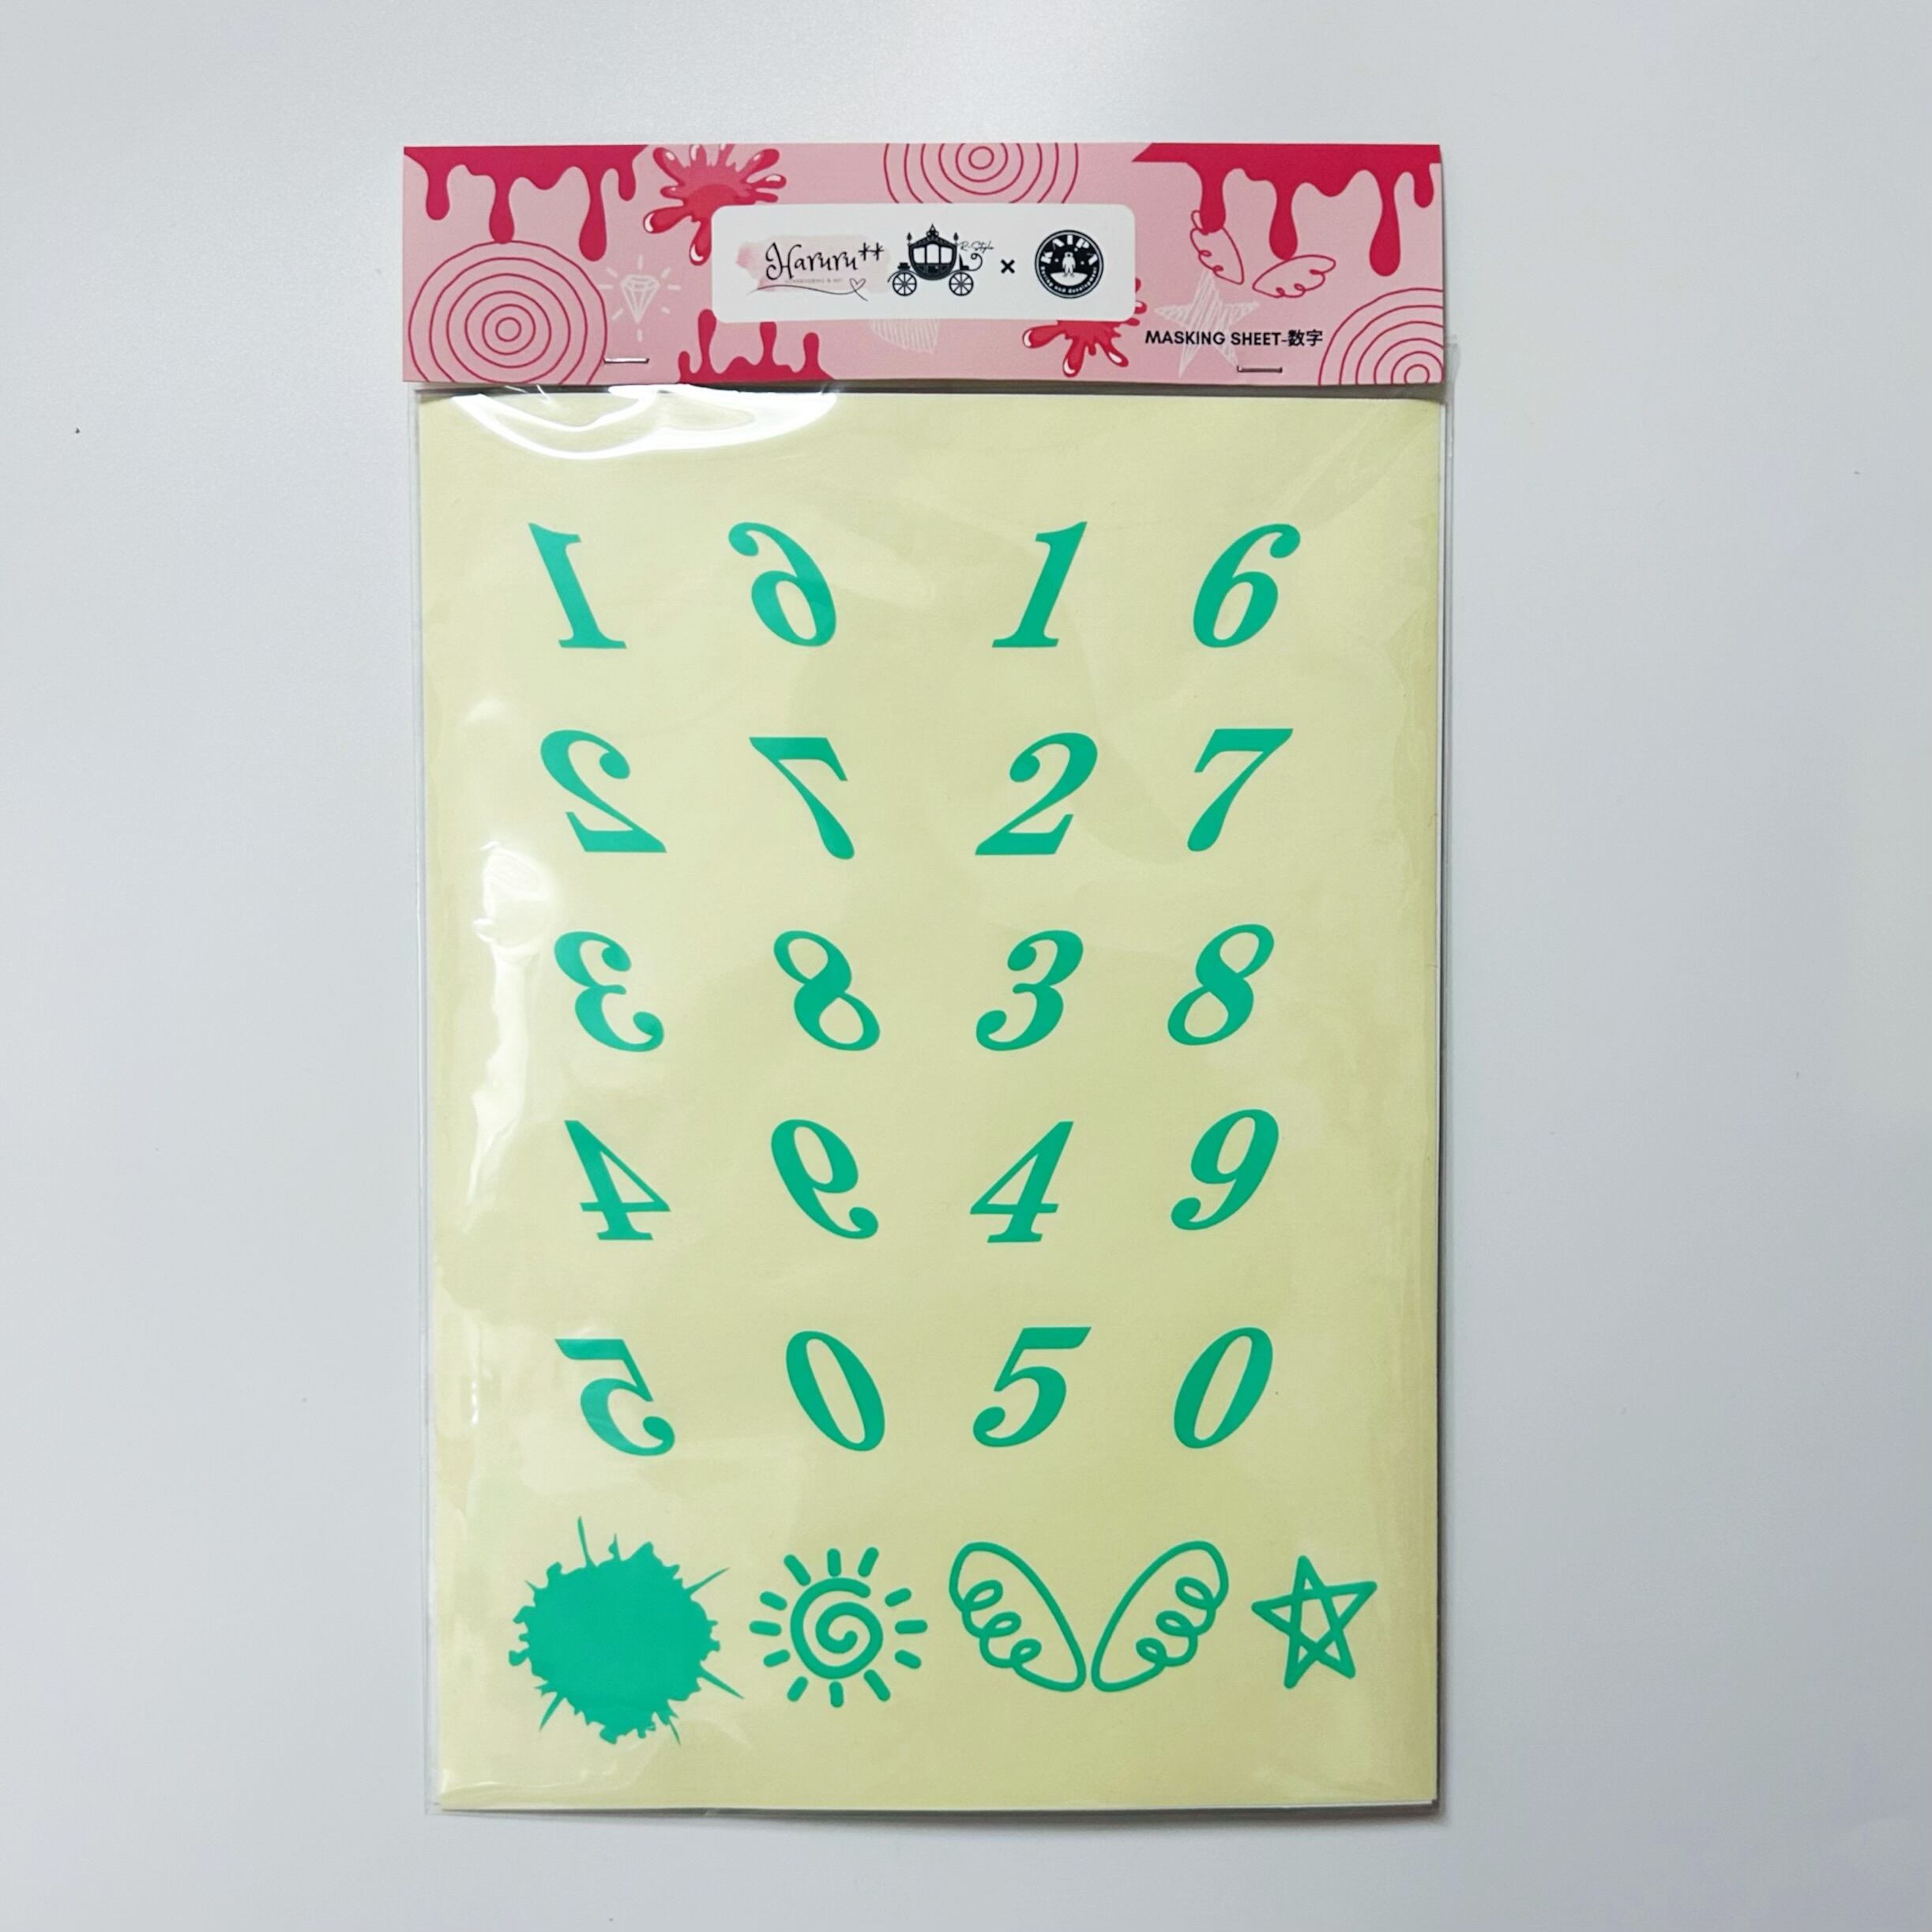 Haruru**
R-Style
×
MASKING SHEET-数字
1 6 1 6
2 7 2 7
3 8 3 8
4 9 4 9
5 0 5 0